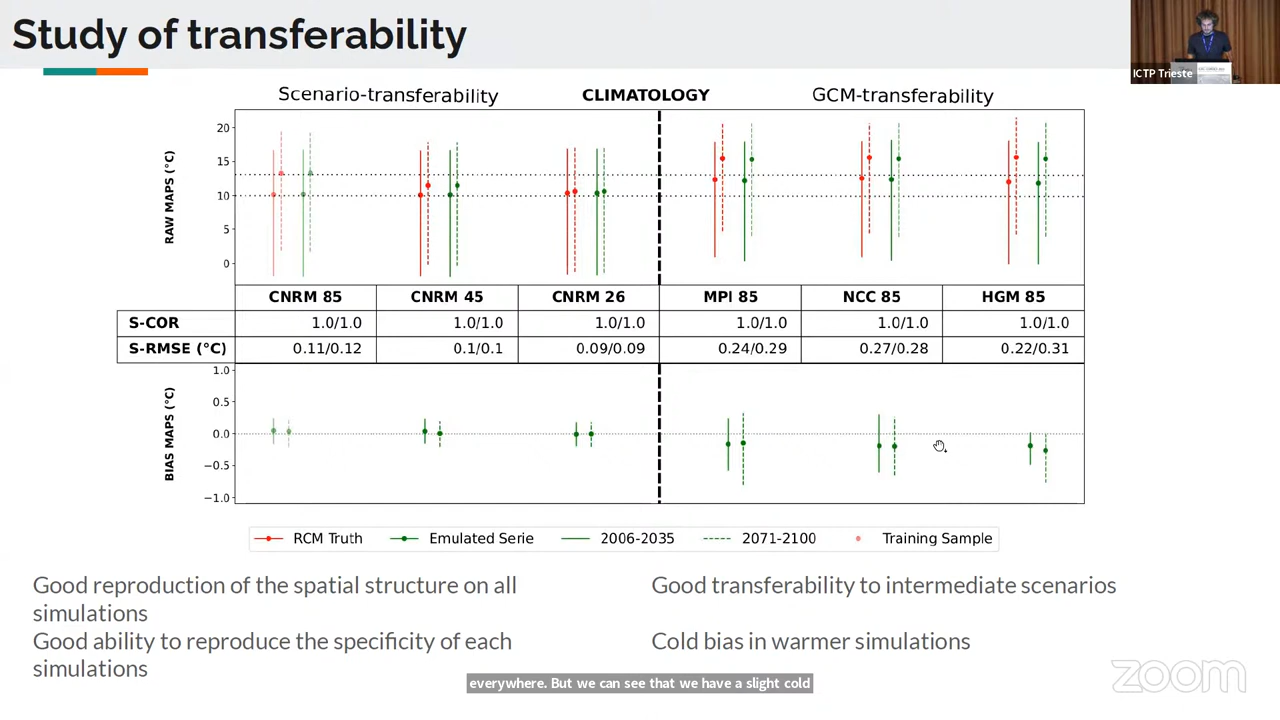 Study of transferability
ICTP Trieste
Scenario-transferability CLIMATOLOGY GCM-transferability
RAW MAPS (°C)
20
15
10
5
0
CNRM 85 CNRM 45 CNRM 26 MPI 85 NCC 85 HGM 85
S-COR 1.0/1.0 1.0/1.0 1.0/1.0 1.0/1.0 1.0/1.0 1.0/1.0
S-RMSE (°C) 0.11/0.12 0.1/0.1 0.09/0.09 0.24/0.29 0.27/0.28 0.22/0.31
BIAS MAPS (°C)
1.0
0.5
0.0
−0.5
−1.0
RCM Truth Emulated Serie 2006-2035 2071-2100 Training Sample
Good reproduction of the spatial structure on all
simulations
Good ability to reproduce the specificity of each
simulations
Good transferability to intermediate scenarios
Cold bias in warmer simulations
everywhere. But we can see that we have a slight cold
zoom